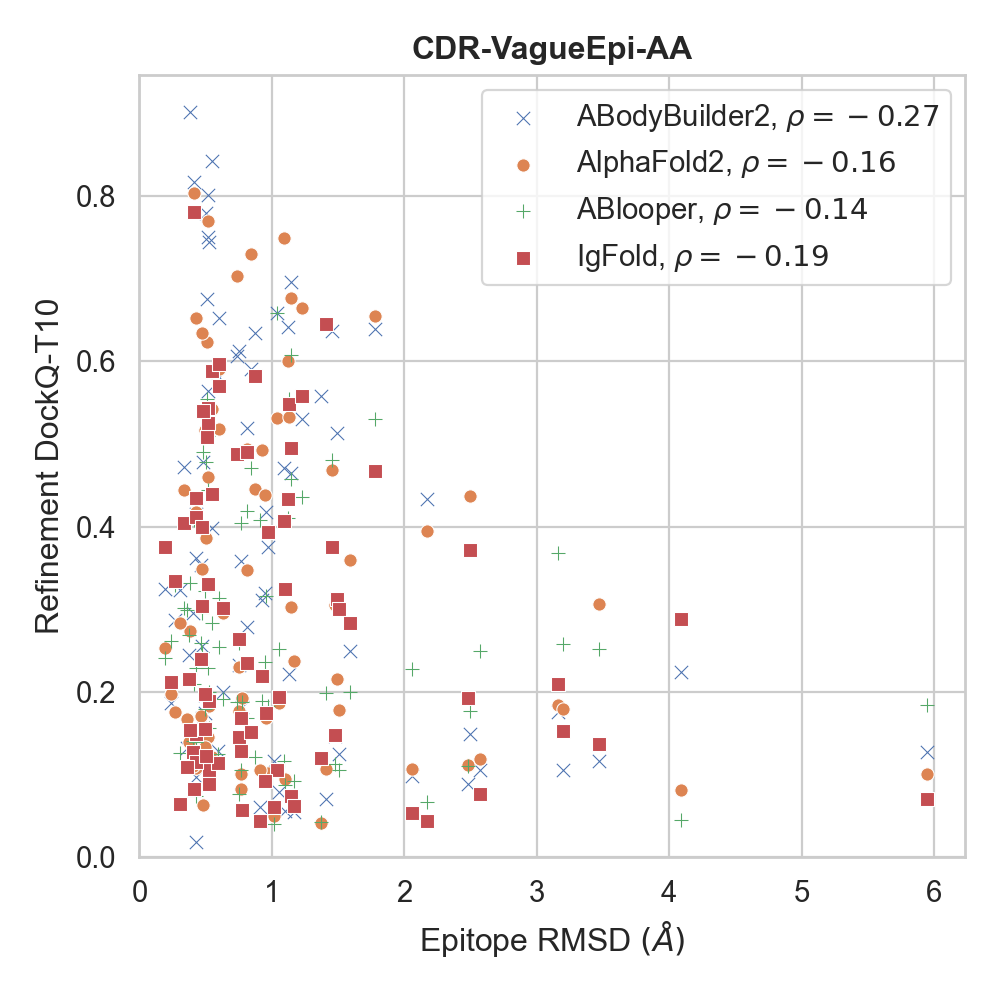 CDR-VagueEpi-AA
ABodyBuilder2, ρ = −0.27
AlphaFold2, ρ = −0.16
ABlooper, ρ = −0.14
IgFold, ρ = −0.19
Refinement DockQ-T10
0.8
0.6
0.4
0.2
0.0
0 1 2 3 4 5 6
Epitope RMSD (Å)